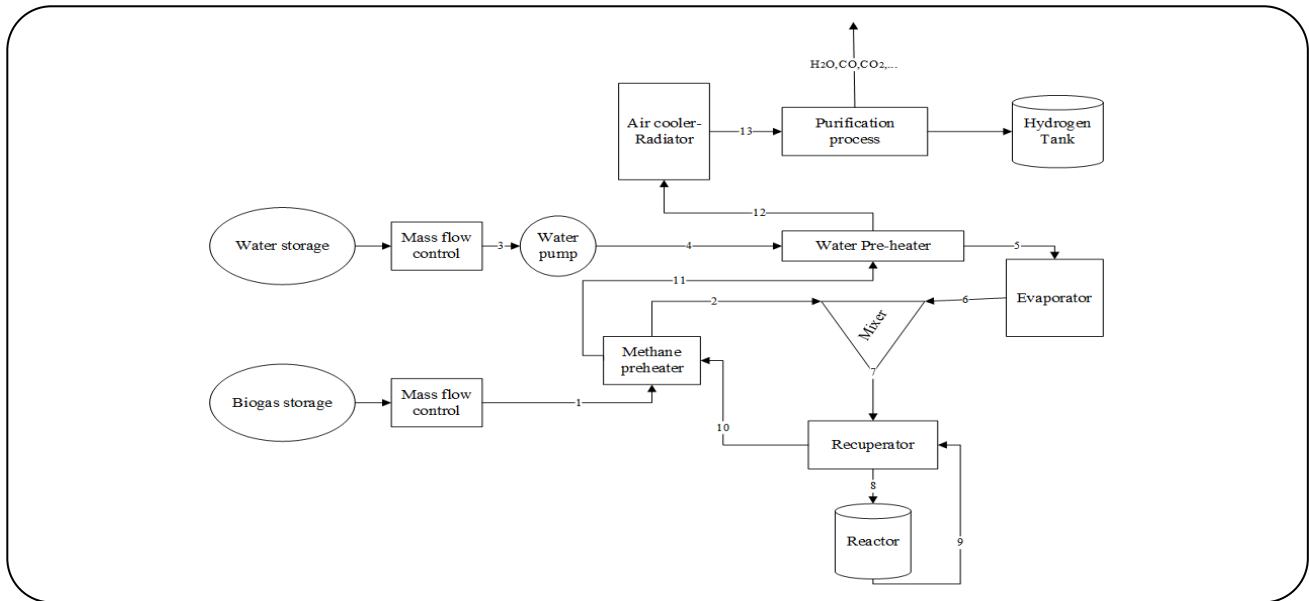 H2O,CO,CO2,...
Air cooler-
Radiator
13
Purification
process
Hydrogen
Tank
12
Water storage
Mass flow
control
3
Water
pump
4
Water Pre-heater
5
11
2
6
Evaporator
Mixer
Methane
preheater
7
Biogas storage
Mass flow
control
1
10
Recuperator
8
Reactor
9